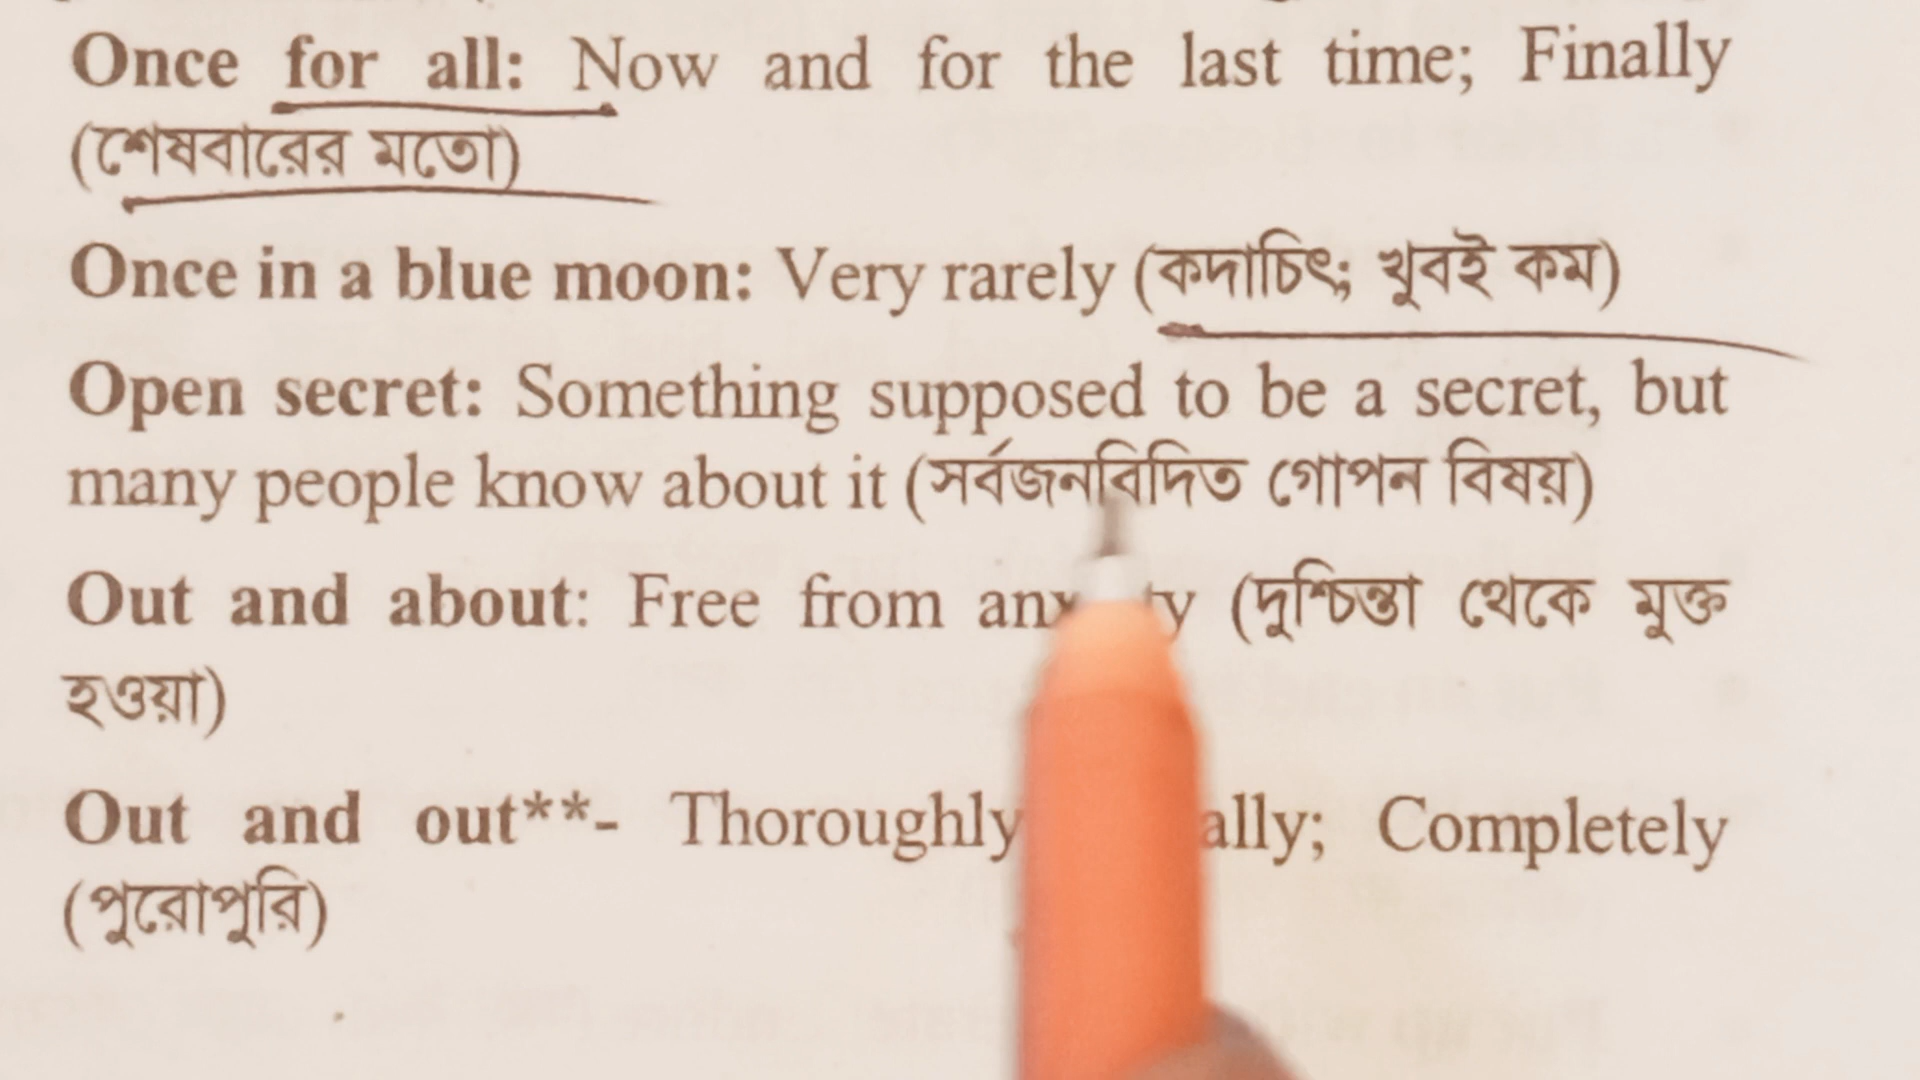 Once for all: Now and for the last time; Finally
(শেষবারের মতো)
Once in a blue moon: Very rarely (কদাচিৎ; খুবই কম)
Open secret: Something supposed to be a secret, but
many people know about it (সর্বজনবিদিত গোপন বিষয়)
Out and about: Free from (দুশ্চিন্তা থেকে মুক্ত
হওয়া)
Out and out**- Thoroughly Completely
(পুরোপুরি)